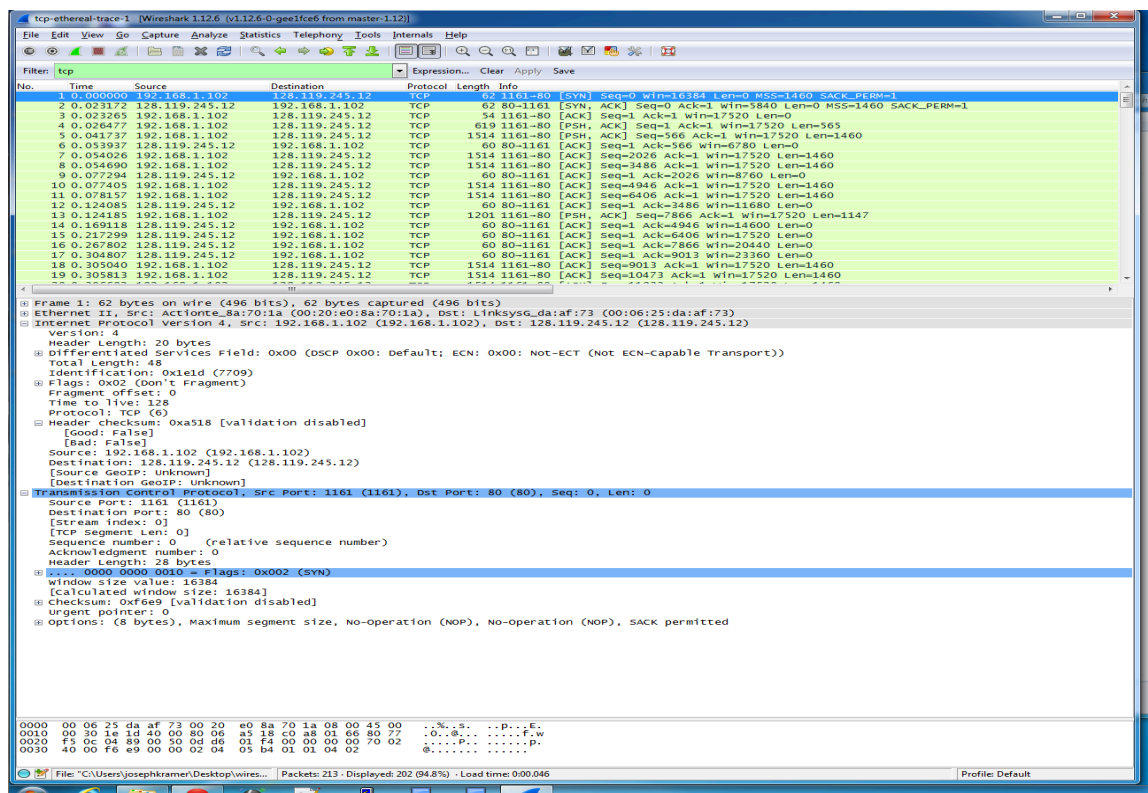 tcp-ethereal-trace-1 [Wireshark 1.12.6 (v1.12.6-0-gee1fce6 from master-1.12)]
File Edit View Go Capture Analyze Statistics Telephony Tools Internals Help
Filter: tcp Expression... Clear Apply Save
No. Time Source Destination Protocol Length Info
1 0.000000 192.168.1.102 128.119.245.12 TCP 62 1161→80 [SYN] Seq=0 Win=16384 Len=0 MSS=1460 SACK_PERM=1
2 0.023172 128.119.245.12 192.168.1.102 TCP 62 80→1161 [SYN, ACK] Seq=0 Ack=1 Win=5840 Len=0 MSS=1460 SACK_PERM=1
3 0.023265 192.168.1.102 128.119.245.12 TCP 54 1161→80 [ACK] Seq=1 Ack=1 Win=17520 Len=0
4 0.026477 192.168.1.102 128.119.245.12 TCP 619 1161→80 [PSH, ACK] Seq=1 Ack=1 Win=17520 Len=565
5 0.041737 192.168.1.102 128.119.245.12 TCP 1514 1161→80 [PSH, ACK] Seq=566 Ack=1 Win=17520 Len=1460
6 0.053937 128.119.245.12 192.168.1.102 TCP 60 80→1161 [ACK] Seq=1 Ack=566 Win=6780 Len=0
7 0.054026 192.168.1.102 128.119.245.12 TCP 1514 1161→80 [ACK] Seq=2026 Ack=1 Win=17520 Len=1460
8 0.054690 192.168.1.102 128.119.245.12 TCP 1514 1161→80 [ACK] Seq=3486 Ack=1 Win=17520 Len=1460
9 0.077294 128.119.245.12 192.168.1.102 TCP 60 80→1161 [ACK] Seq=1 Ack=2026 Win=8760 Len=0
10 0.077405 192.168.1.102 128.119.245.12 TCP 1514 1161→80 [ACK] Seq=4946 Ack=1 Win=17520 Len=1460
11 0.078157 192.168.1.102 128.119.245.12 TCP 1514 1161→80 [ACK] Seq=6406 Ack=1 Win=17520 Len=1460
12 0.124085 128.119.245.12 192.168.1.102 TCP 60 80→1161 [ACK] Seq=1 Ack=3486 Win=11680 Len=0
13 0.124185 192.168.1.102 128.119.245.12 TCP 1201 1161→80 [PSH, ACK] Seq=7866 Ack=1 Win=17520 Len=1147
14 0.169118 128.119.245.12 192.168.1.102 TCP 60 80→1161 [ACK] Seq=1 Ack=4946 Win=14600 Len=0
15 0.217299 128.119.245.12 192.168.1.102 TCP 60 80→1161 [ACK] Seq=1 Ack=6406 Win=17520 Len=0
16 0.267802 128.119.245.12 192.168.1.102 TCP 60 80→1161 [ACK] Seq=1 Ack=7866 Win=20440 Len=0
17 0.304807 128.119.245.12 192.168.1.102 TCP 60 80→1161 [ACK] Seq=1 Ack=9013 Win=23360 Len=0
18 0.305040 192.168.1.102 128.119.245.12 TCP 1514 1161→80 [ACK] Seq=9013 Ack=1 Win=17520 Len=1460
19 0.305813 192.168.1.102 128.119.245.12 TCP 1514 1161→80 [ACK] Seq=10473 Ack=1 Win=17520 Len=1460
Frame 1: 62 bytes on wire (496 bits), 62 bytes captured (496 bits)
Ethernet II, Src: Actionte_8a:70:1a (00:20:e0:8a:70:1a), Dst: LinksysG_da:af:73 (00:06:25:da:af:73)
Internet Protocol Version 4, Src: 192.168.1.102 (192.168.1.102), Dst: 128.119.245.12 (128.119.245.12)
Version: 4
Header Length: 20 bytes
Differentiated Services Field: 0x00 (DSCP 0x00: Default; ECN: 0x00: Not-ECT (Not ECN-Capable Transport))
Total Length: 48
Identification: 0x1e1d (7709)
Flags: 0x02 (Don't Fragment)
Fragment offset: 0
Time to live: 128
Protocol: TCP (6)
Header checksum: 0xa518 [validation disabled]
[Good: False]
[Bad: False]
Source: 192.168.1.102 (192.168.1.102)
Destination: 128.119.245.12 (128.119.245.12)
[Source GeoIP: Unknown]
[Destination GeoIP: Unknown]
Transmission Control Protocol, Src Port: 1161 (1161), Dst Port: 80 (80), Seq: 0, Len: 0
Source Port: 1161 (1161)
Destination Port: 80 (80)
[Stream index: 0]
[TCP Segment Len: 0]
Sequence number: 0 (relative sequence number)
Acknowledgment number: 0
Header Length: 28 bytes
.... 0000 0000 0010 = Flags: 0x002 (SYN)
Window size value: 16384
[Calculated window size: 16384]
Checksum: 0xf6e9 [validation disabled]
Urgent pointer: 0
Options: (8 bytes), Maximum segment size, No-Operation (NOP), No-Operation (NOP), SACK permitted
0000 00 06 25 da af 73 00 20 e0 8a 70 1a 08 00 45 00 ..%..s. ..p...E.
0010 00 30 1e 1d 40 00 80 06 a5 18 c0 a8 01 66 80 77 .0..@... .....f.w
0020 f5 0c 04 89 00 50 0d d6 01 f4 00 00 00 00 70 02 .....P.. ......p.
0030 40 00 f6 e9 00 00 02 04 05 b4 01 01 04 02 @....... ......
File: "C:\Users\josephkramer\Desktop\wires... Packets: 213 · Displayed: 202 (94.8%) · Load time: 0:00.046 Profile: Default